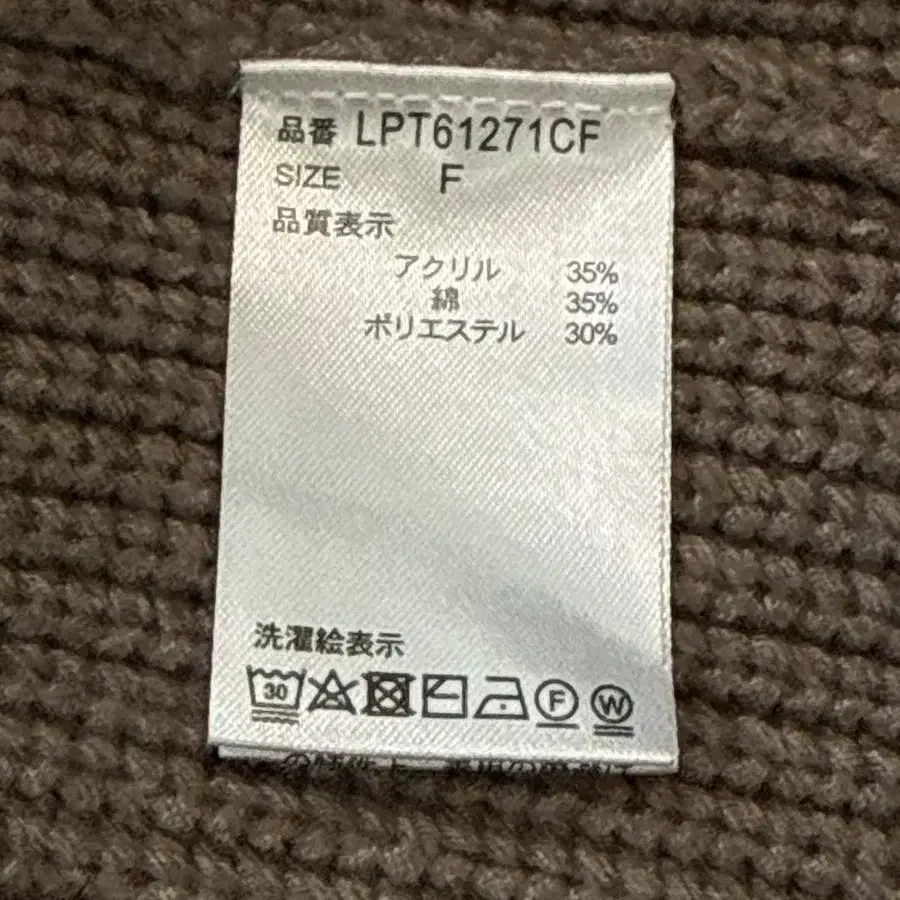 品番 LPT61271CF
SIZE F
品質表示
アクリル 35%
綿 35%
ポリエステル 30%
洗濯絵表示
30 F W